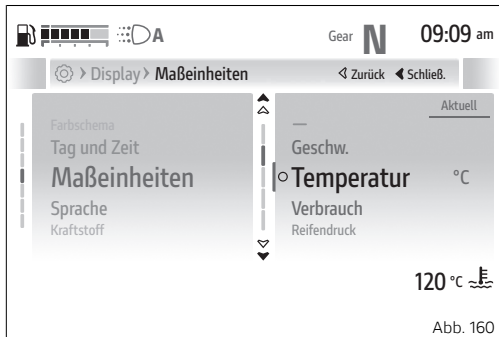 A Gear N 09:09 am
Display Maßeinheiten Zurück Schließ.
Aktuell
Farbschema
Tag und Zeit
Maßeinheiten
Sprache
Kraftstoff
Geschw.
Temperatur °C
Verbrauch
Reifendruck
120 °C
Abb. 160